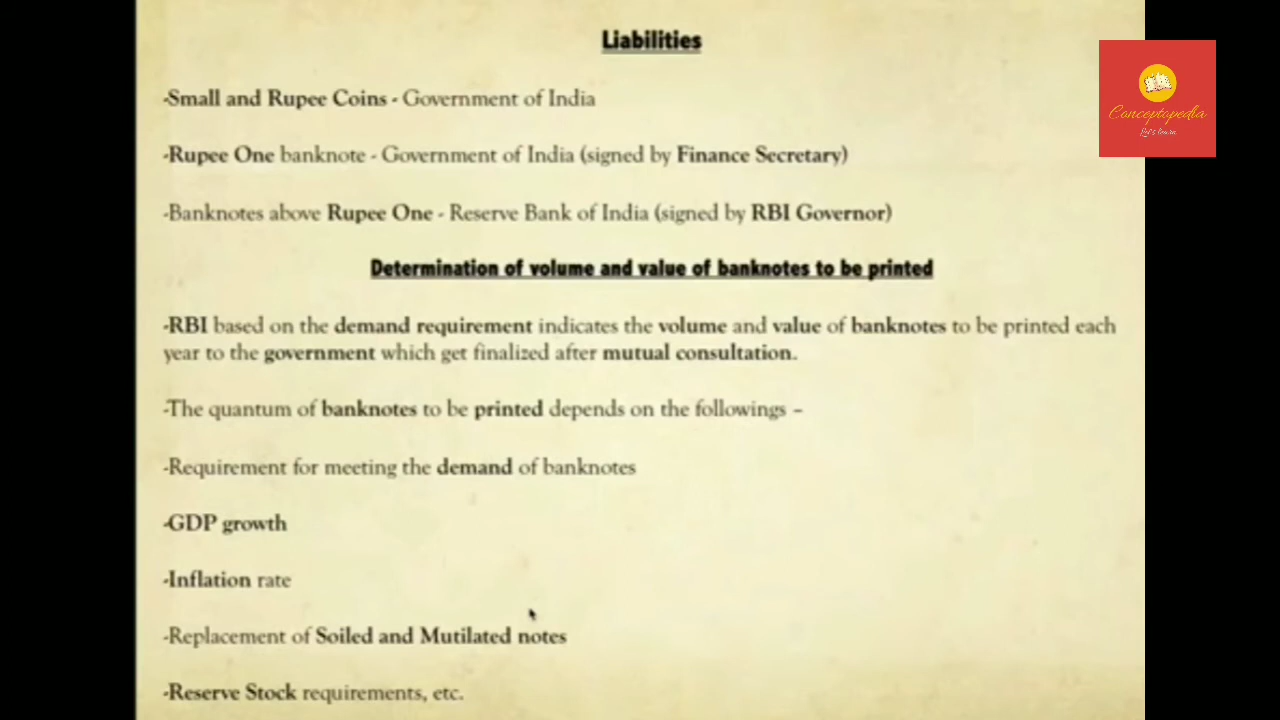 Liabilities
Conceptopedia
Let's learn
-Small and Rupee Coins - Government of India
-Rupee One banknote - Government of India (signed by Finance Secretary)
-Banknotes above Rupee One - Reserve Bank of India (signed by RBI Governor)
Determination of volume and value of banknotes to be printed
-RBI based on the demand requirement indicates the volume and value of banknotes to be printed each
year to the government which get finalized after mutual consultation.
-The quantum of banknotes to be printed depends on the followings –
-Requirement for meeting the demand of banknotes
-GDP growth
-Inflation rate
-Replacement of Soiled and Mutilated notes
-Reserve Stock requirements, etc.